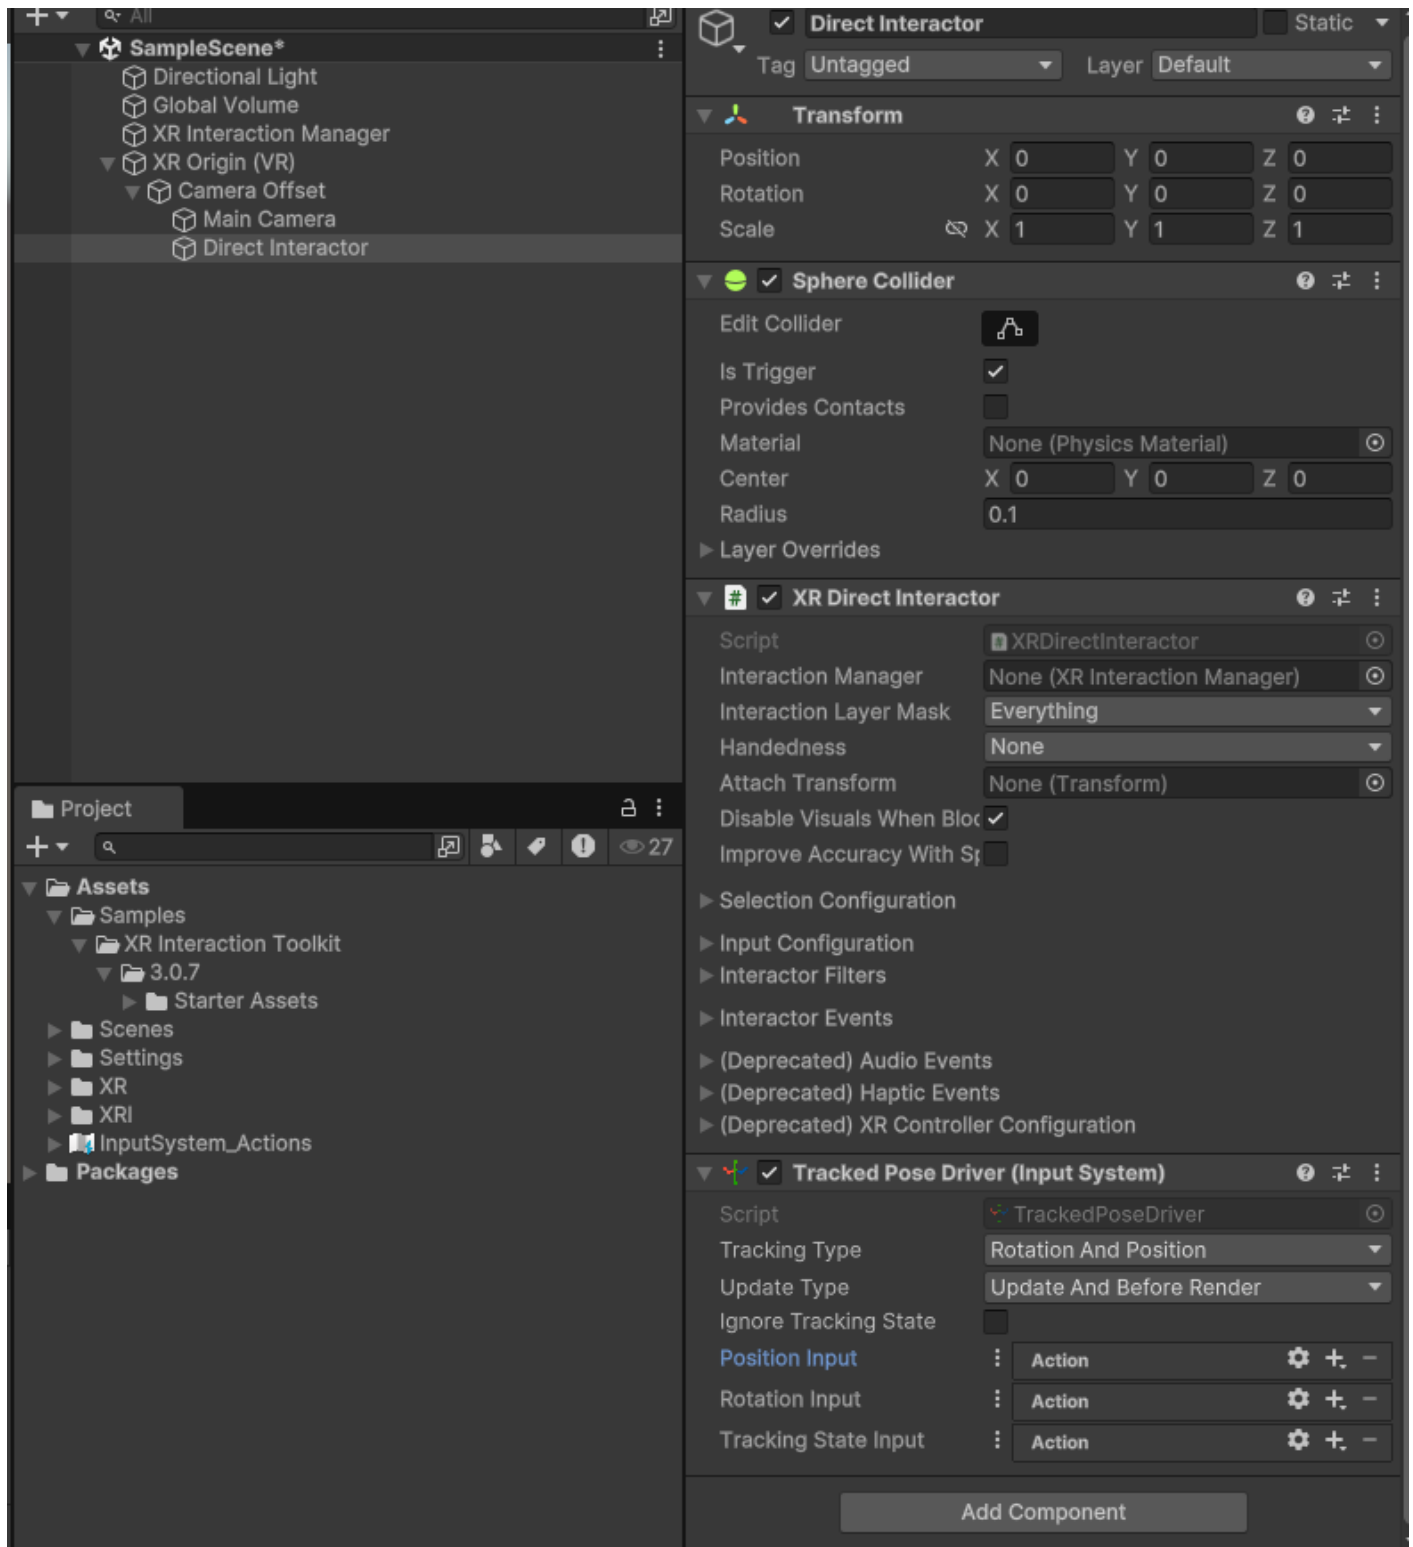 All
SampleScene*
Directional Light
Global Volume
XR Interaction Manager
XR Origin (VR)
Camera Offset
Main Camera
Direct Interactor
Project
27
Assets
Samples
XR Interaction Toolkit
3.0.7
Starter Assets
Scenes
Settings
XR
XRI
InputSystem_Actions
Packages
Direct Interactor Static
Tag Untagged Layer Default
Transform
Position X 0 Y 0 Z 0
Rotation X 0 Y 0 Z 0
Scale X 1 Y 1 Z 1
Sphere Collider
Edit Collider
Is Trigger
Provides Contacts
Material None (Physics Material)
Center X 0 Y 0 Z 0
Radius 0.1
Layer Overrides
# XR Direct Interactor
Script # XRDirectInteractor
Interaction Manager None (XR Interaction Manager)
Interaction Layer Mask Everything
Handedness None
Attach Transform None (Transform)
Disable Visuals When Bloc
Improve Accuracy With Sp
Selection Configuration
Input Configuration
Interactor Filters
Interactor Events
(Deprecated) Audio Events
(Deprecated) Haptic Events
(Deprecated) XR Controller Configuration
Tracked Pose Driver (Input System)
Script TrackedPoseDriver
Tracking Type Rotation And Position
Update Type Update And Before Render
Ignore Tracking State
Position Input Action
Rotation Input Action
Tracking State Input Action
Add Component